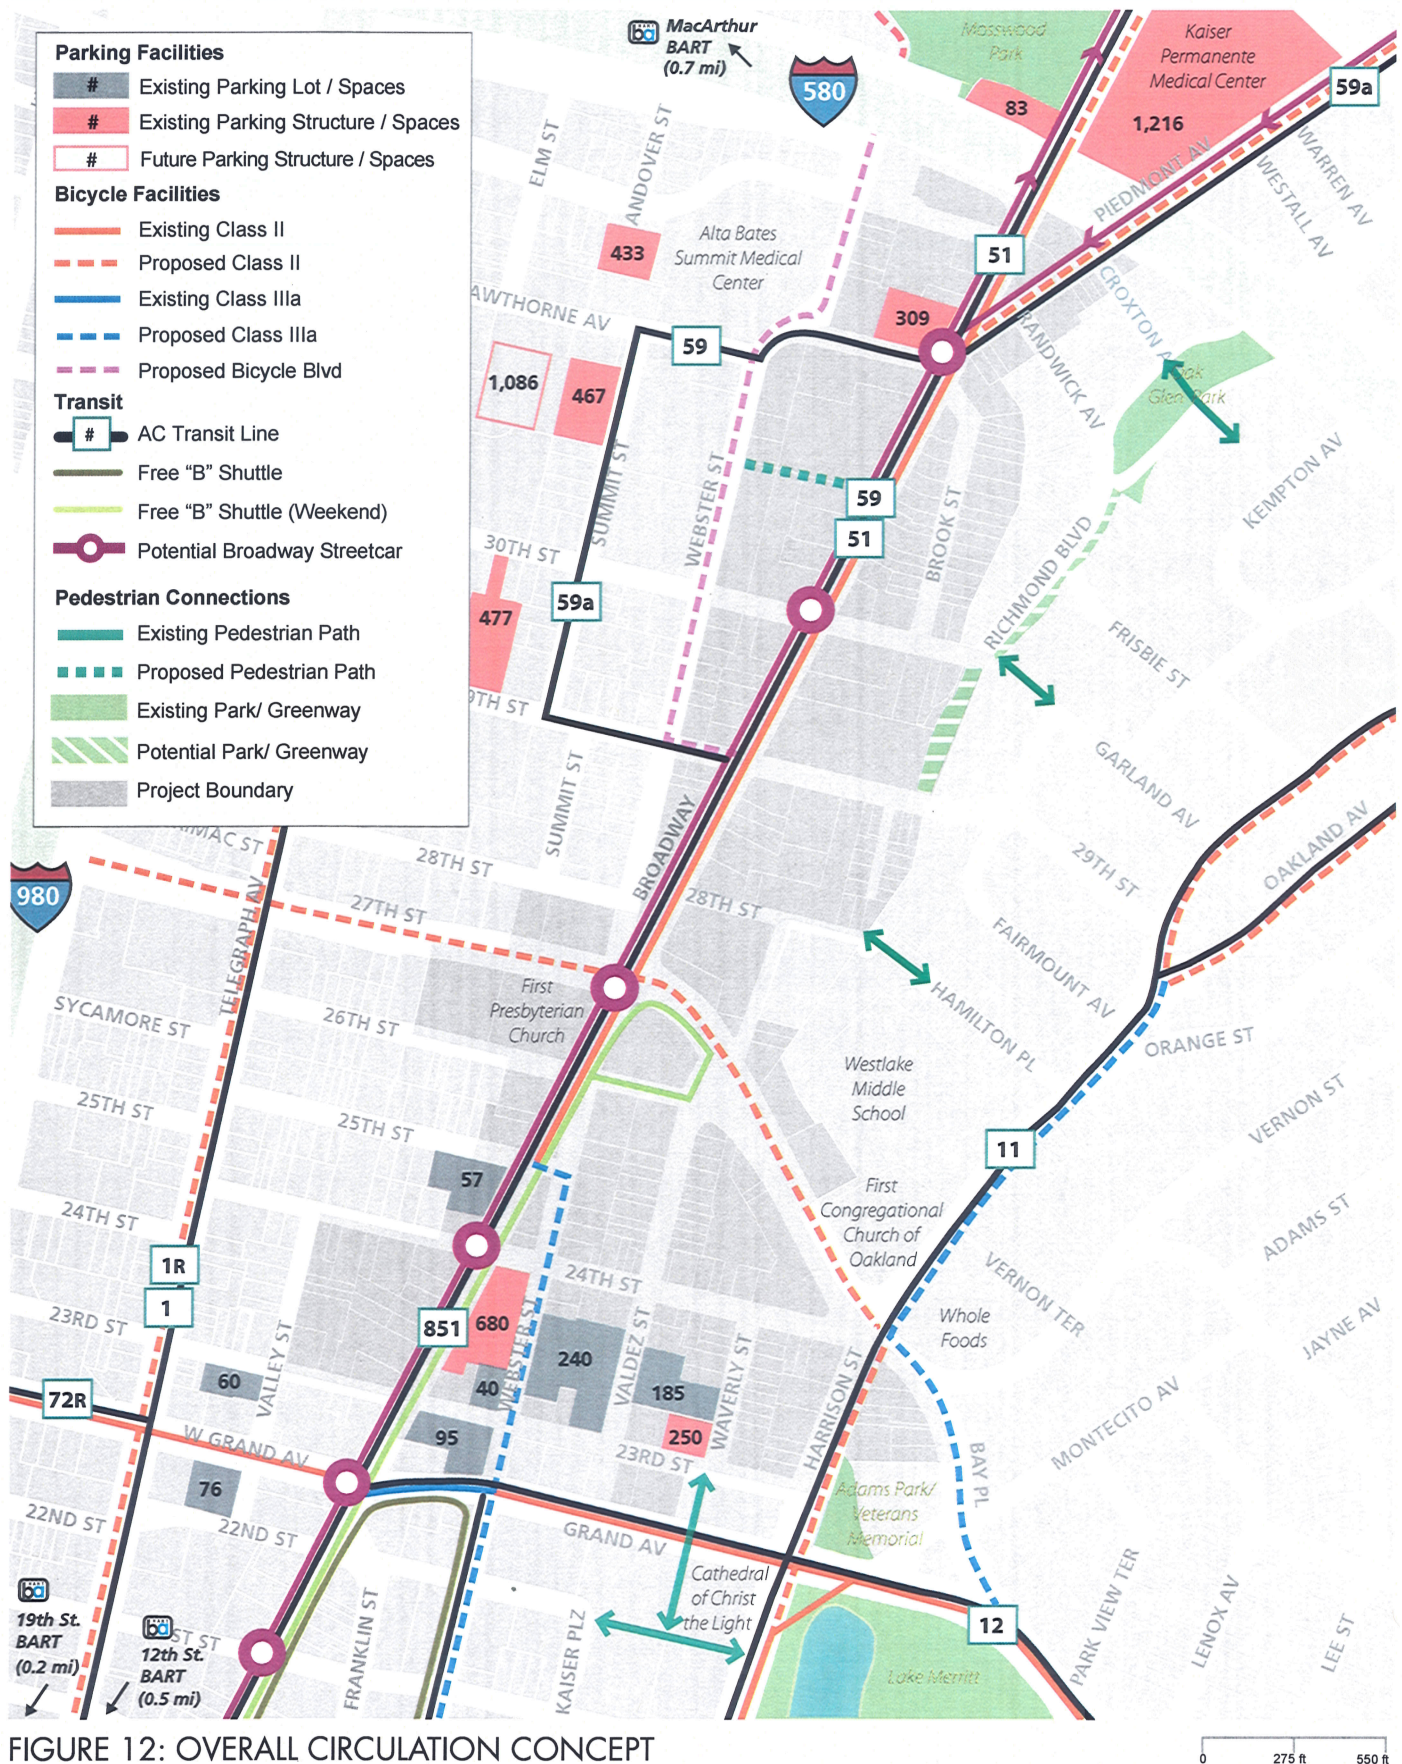 Parking Facilities
# Existing Parking Lot / Spaces
# Existing Parking Structure / Spaces
# Future Parking Structure / Spaces
Bicycle Facilities
Existing Class II
Proposed Class II
Existing Class IIIa
Proposed Class IIIa
Proposed Bicycle Blvd
Transit
# AC Transit Line
Free “B” Shuttle
Free “B” Shuttle (Weekend)
Potential Broadway Streetcar
Pedestrian Connections
Existing Pedestrian Path
Proposed Pedestrian Path
Existing Park/ Greenway
Potential Park/ Greenway
Project Boundary
ba
MacArthur
BART
(0.7 mi)
580
Mosswood
Park
Kaiser
Permanente
Medical Center
1,216
83
59a
ELM ST
ANDOVER ST
PIEDMONT AV
WARREN AV
WESTALL AV
433
Alta Bates
Summit Medical
Center
51
CROXTON A
AWTHORNE AV
59
309
RANDWICK AV
Oak
Glen Park
1,086
467
SUMMIT ST
WEBSTER ST
59
51
BROOK ST
KEMPTON AV
30TH ST
RICHMOND BLVD
477
59a
FRISBIE ST
9TH ST
SUMMIT ST
GARLAND AV
BROADWAY
OAKLAND AV
IMAC ST
28TH ST
29TH ST
980
TELEGRAPH AV
27TH ST
28TH ST
FAIRMOUNT AV
First
Presbyterian
Church
HAMILTON PL
SYCAMORE ST
26TH ST
ORANGE ST
Westlake
Middle
School
25TH ST
25TH ST
VERNON ST
11
57
First
Congregational
Church of
Oakland
24TH ST
ADAMS ST
1R
1
24TH ST
VERNON TER
23RD ST
851
680
WEBSTER ST
VALDEZ ST
WAVERLY ST
Whole
Foods
JAYNE AV
VALLEY ST
240
60
40
185
HARRISON ST
72R
MONTECITO AV
W GRAND AV
95
250
23RD ST
BAY PL
76
Adams Park/
Veterans
Memorial
22ND ST
22ND ST
GRAND AV
Cathedral
of Christ
the Light
PARK VIEW TER
LENOX AV
LEE ST
12
ba
19th St.
BART
(0.2 mi)
ba
ST ST
12th St.
BART
(0.5 mi)
FRANKLIN ST
KAISER PLZ
Lake Merritt
FIGURE 12: OVERALL CIRCULATION CONCEPT
0 275 ft 550 ft